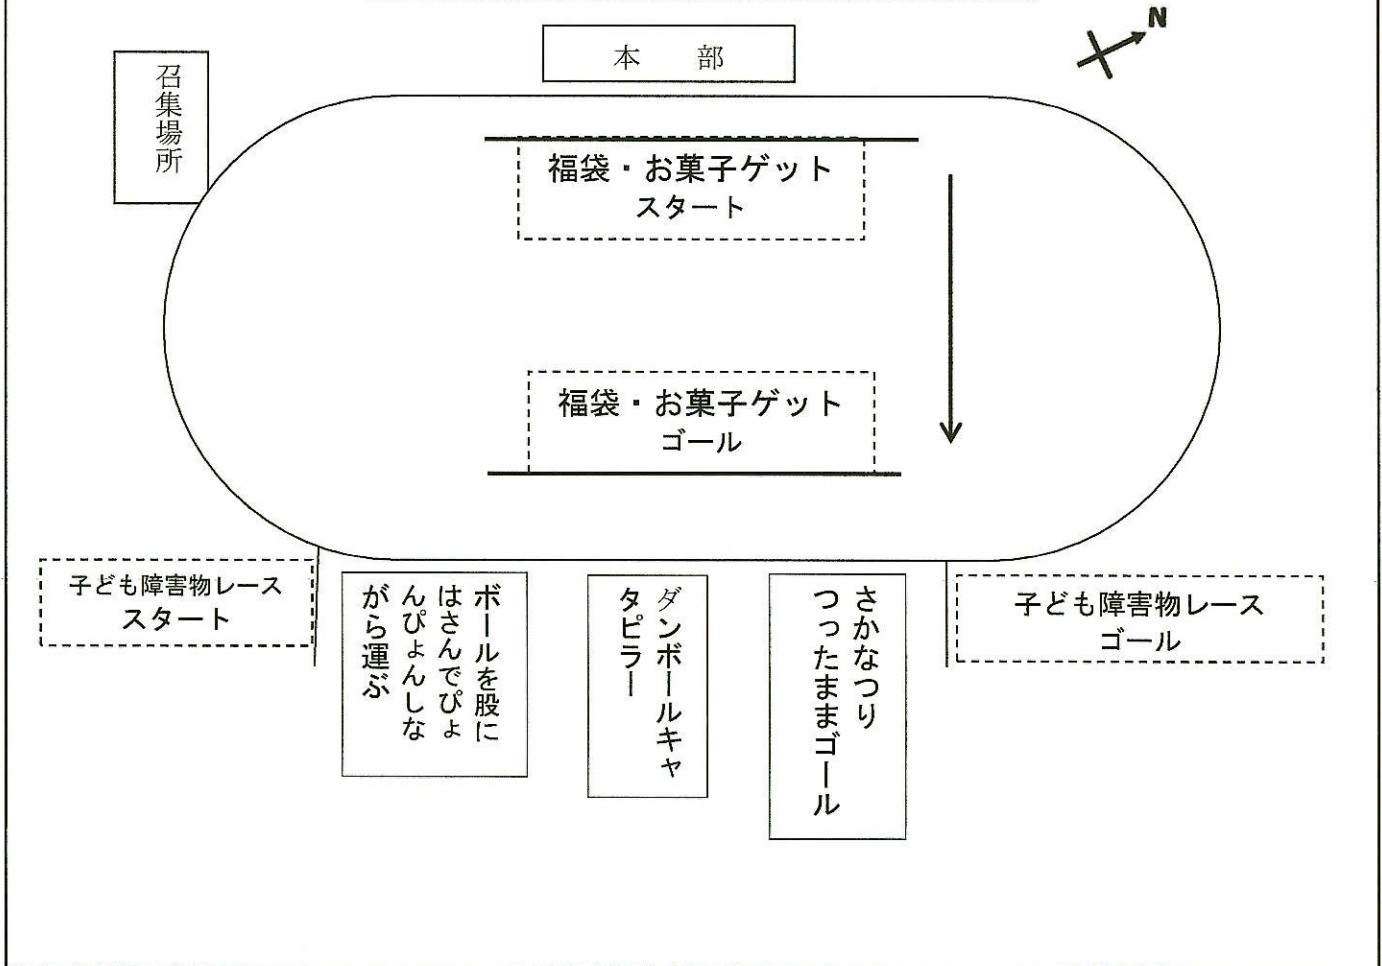 N
本　　部
召集場所
福袋・お菓子ゲット
スタート
福袋・お菓子ゲット
ゴール
子ども障害物レース
スタート
ボールを股に
はさんでぴょ
んぴょんしな
がら運ぶ
ダンボールキャ
タピラー
さかなつり
つったままゴール
子ども障害物レース
ゴール